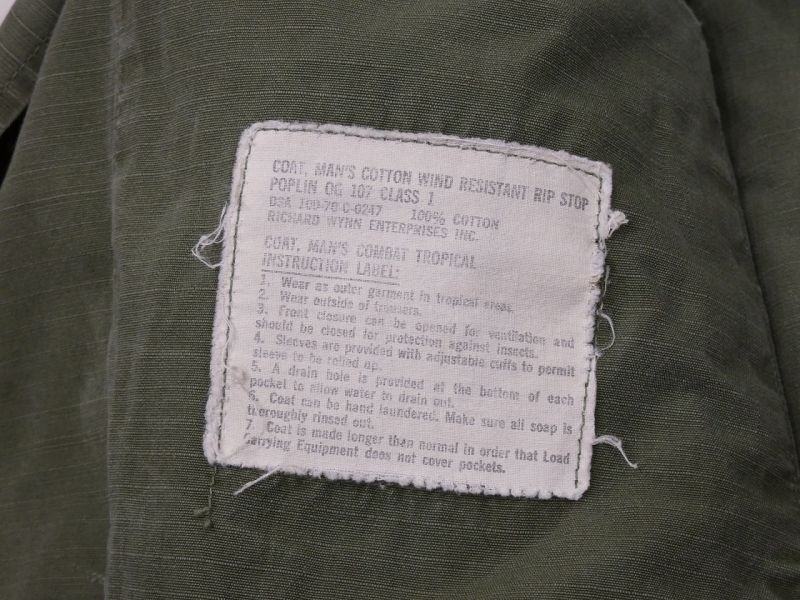 COAT, MAN'S COTTON WIND RESISTANT RIP STOP
POPLIN OG 107 CLASS 1
DSA 100-79-C-0247 100% COTTON
RICHARD WYNN ENTERPRISES INC.
COAT, MAN'S COMBAT TROPICAL
INSTRUCTION LABEL:
1. Wear as outer garment in tropical areas.
2. Wear outside of trousers.
3. Front closure can be opened for ventilation and
should be closed for protection against insects.
4. Sleeves are provided with adjustable cuffs to permit
sleeve to be rolled up.
5. A drain hole is provided at the bottom of each
pocket to allow water to drain out.
6. Coat can be hand laundered. Make sure all soap is
thoroughly rinsed out.
7. Coat is made longer than normal in order that Load
Carrying Equipment does not cover pockets.